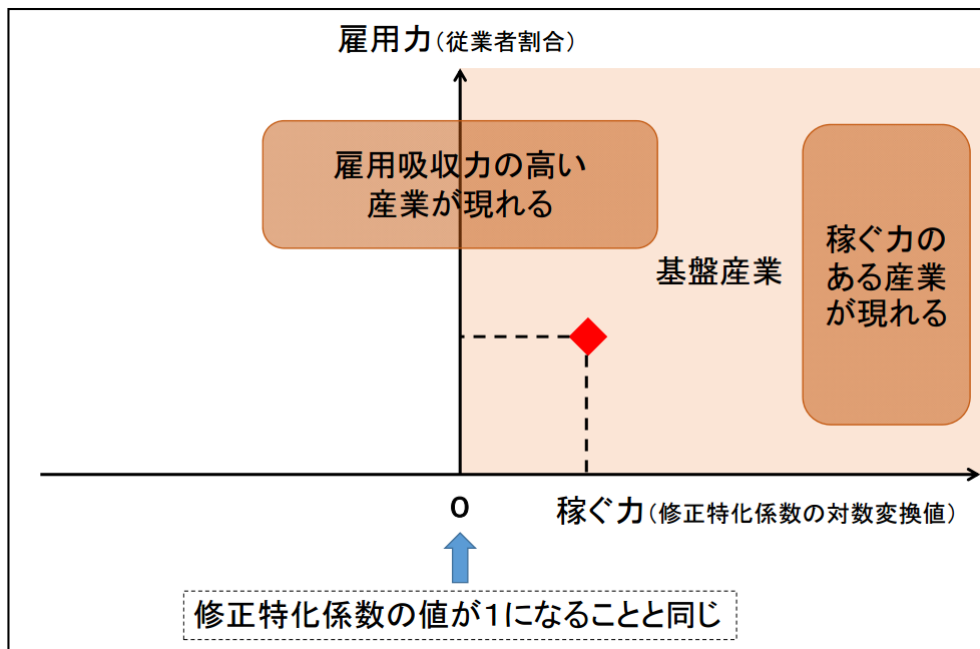 雇用力（従業者割合）
雇用吸収力の高い
産業が現れる
基盤産業
稼ぐ力の
ある産業
が現れる
0
稼ぐ力（修正特化係数の対数変換値）
修正特化係数の値が1になることと同じ